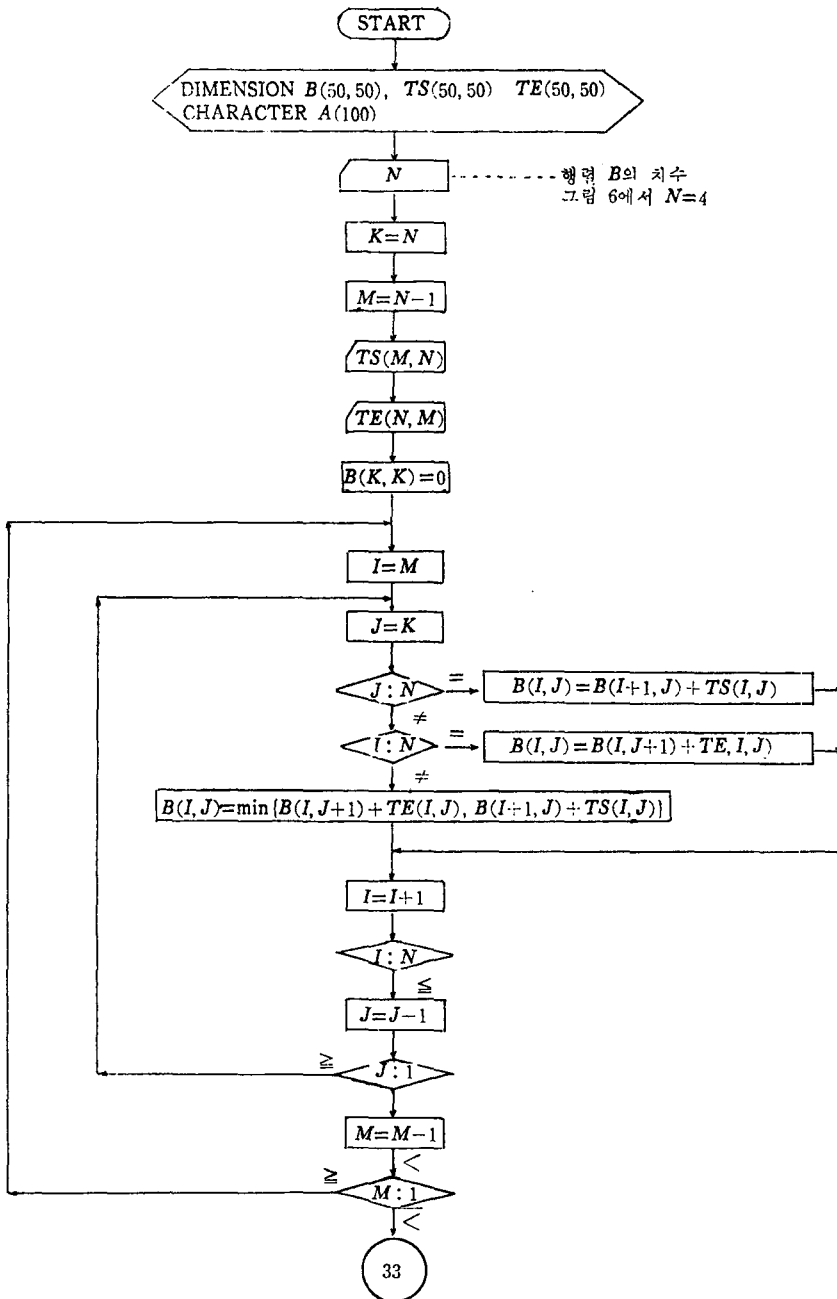 START
DIMENSION B(50,50), TS(50,50) TE(50,50)
CHARACTER A(100)
N
행렬 B의 치수
그림 6에서 N=4
K=N
M=N-1
TS(M,N)
TE(N,M)
B(K,K)=0
I=M
J=K
J : N
=
B(I,J)=B(I+1,J)+TS(I,J)
≠
I : N
=
B(I,J)=B(I,J+1)+TE,I,J)
≠
B(I,J)=min{B(I,J+1)+TE(I,J), B(I+1,J)+TS(I,J)}
I=I+1
I : N
≦
J=J-1
≧
J : 1
M=M-1
<
≧
M : 1
<
33